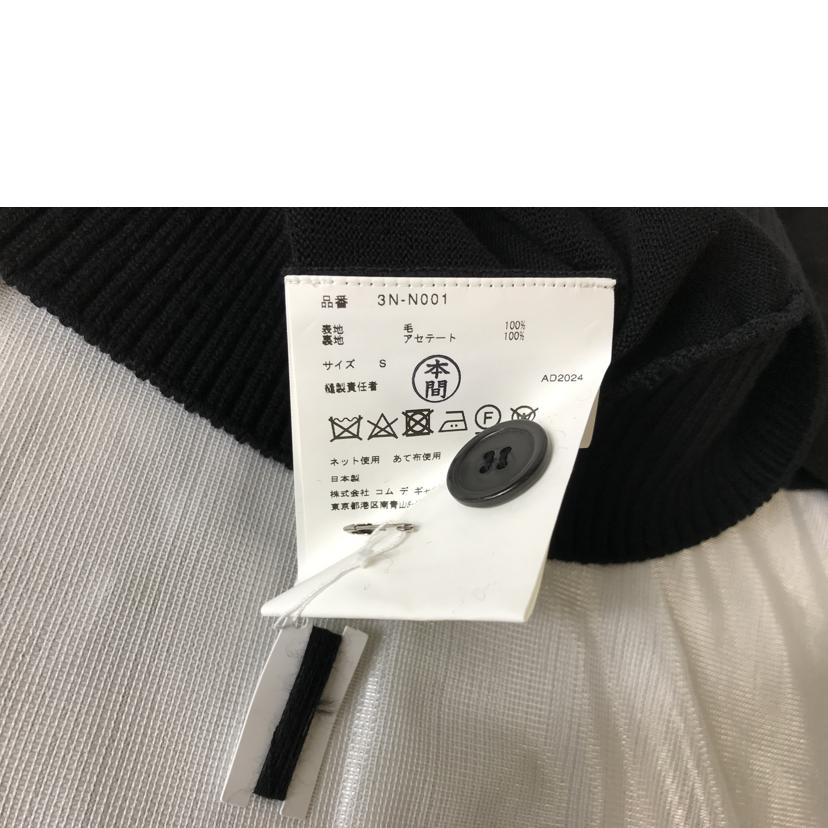 品番 3N-N001
表地 毛 100%
裏地 アセテート 100%
サイズ S
縫製責任者 本間 AD2024
F
ネット使用 あて布使用
日本製
株式会社 コム デ ギャ
東京都港区南青山5